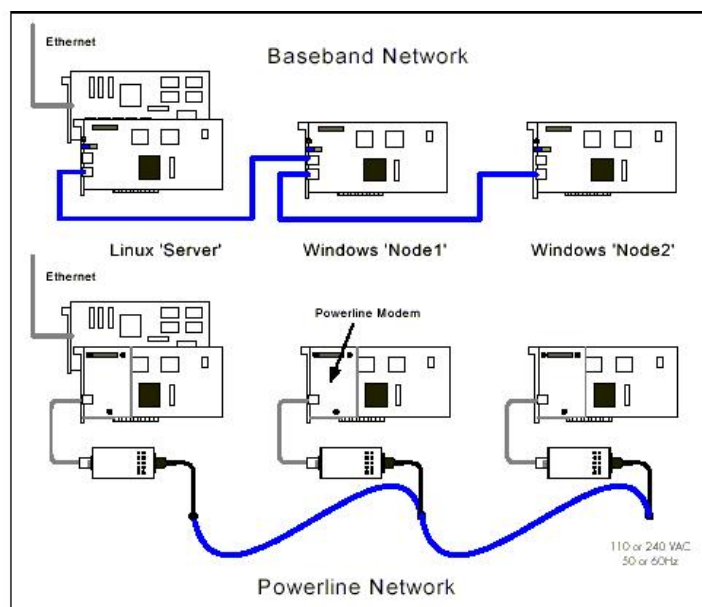 Ethernet
Baseband Network
Linux 'Server'
Windows 'Node1'
Windows 'Node2'
Ethernet
Powerline Modem
110 or 240 VAC
50 or 60Hz
Powerline Network